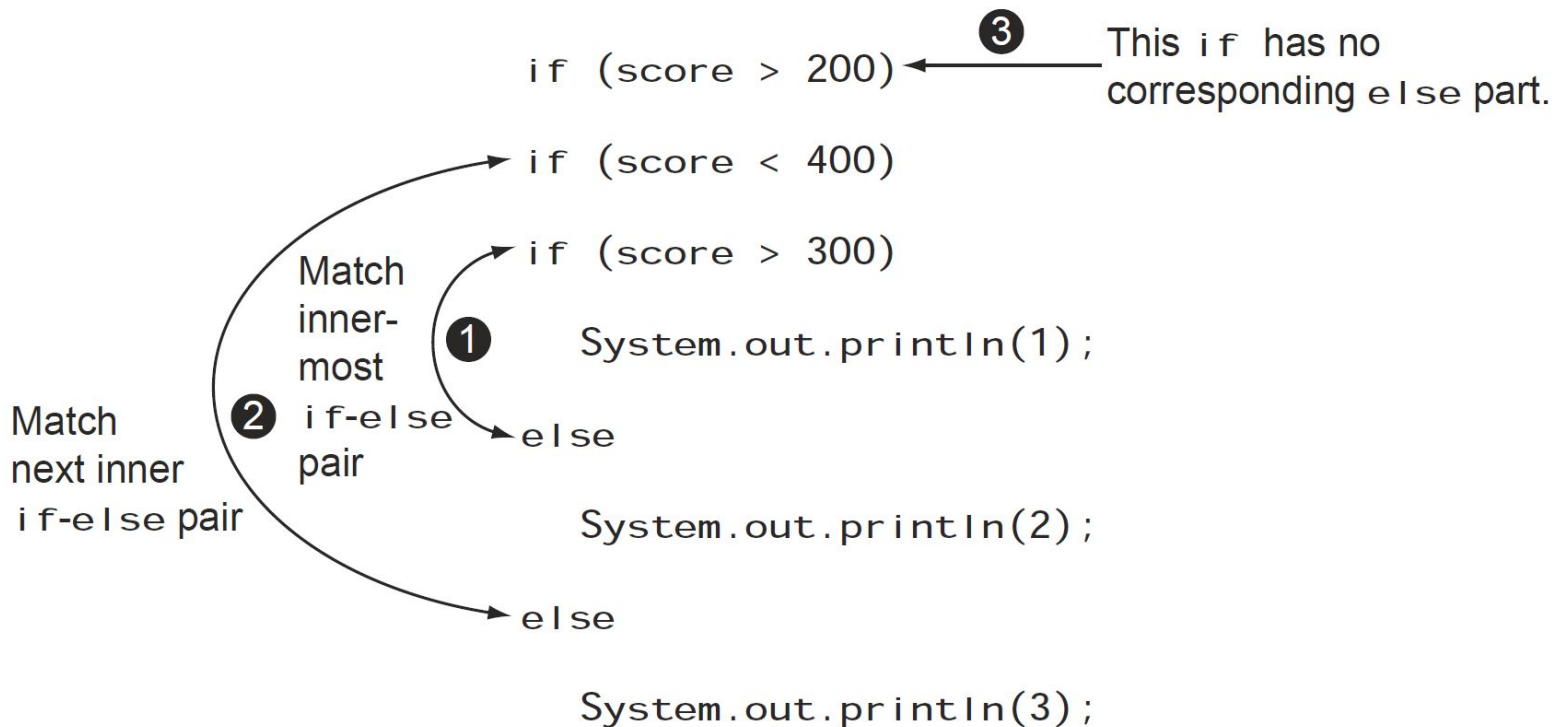 3
This if has no
corresponding else part.
if (score > 200)
if (score < 400)
if (score > 300)
Match
inner-
most
if-else
pair
1
System.out.println(1);
Match
next inner
if-else pair
2
else
System.out.println(2);
else
System.out.println(3);